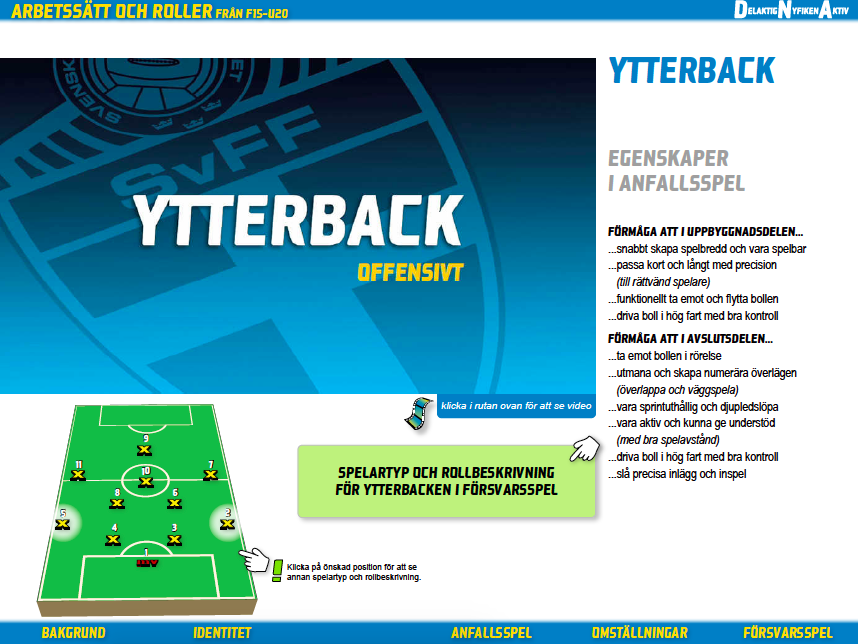 ARBETSSÄTT OCH ROLLER FRÅN F15-U20
DELAKTIG NYFIKEN AKTIV
YTTERBACK
EGENSKAPER
I ANFALLSSPEL
FÖRMÅGA ATT I UPPBYGGNADSDELEN...
...snabbt skapa spelbredd och vara spelbar
...passa kort och långt med precision
(till rättvänd spelare)
...funktionellt ta emot och flytta bollen
...driva boll i hög fart med bra kontroll
FÖRMÅGA ATT I AVSLUTSDELEN...
...ta emot bollen i rörelse
...utmana och skapa numerära överlägen
(överlappa och väggspela)
...vara sprintuthållig och djupledslöpa
...vara aktiv och kunna ge understöd
(med bra spelavstånd)
...driva boll i hög fart med bra kontroll
...slå precisa inlägg och inspel
SVENSK
ET
SvFF
YTTERBACK
OFFENSIVT
klicka i rutan ovan för att se video
SPELARTYP OCH ROLLBESKRIVNING
FÖR YTTERBACKEN I FÖRSVARSSPEL
9
11
10
7
8
6
5
2
4
3
1
Klicka på önskad position för att se
annan spelartyp och rollbeskrivning.
BAKGRUND
IDENTITET
ANFALLSSPEL
OMSTÄLLNINGAR
FÖRSVARSSPEL